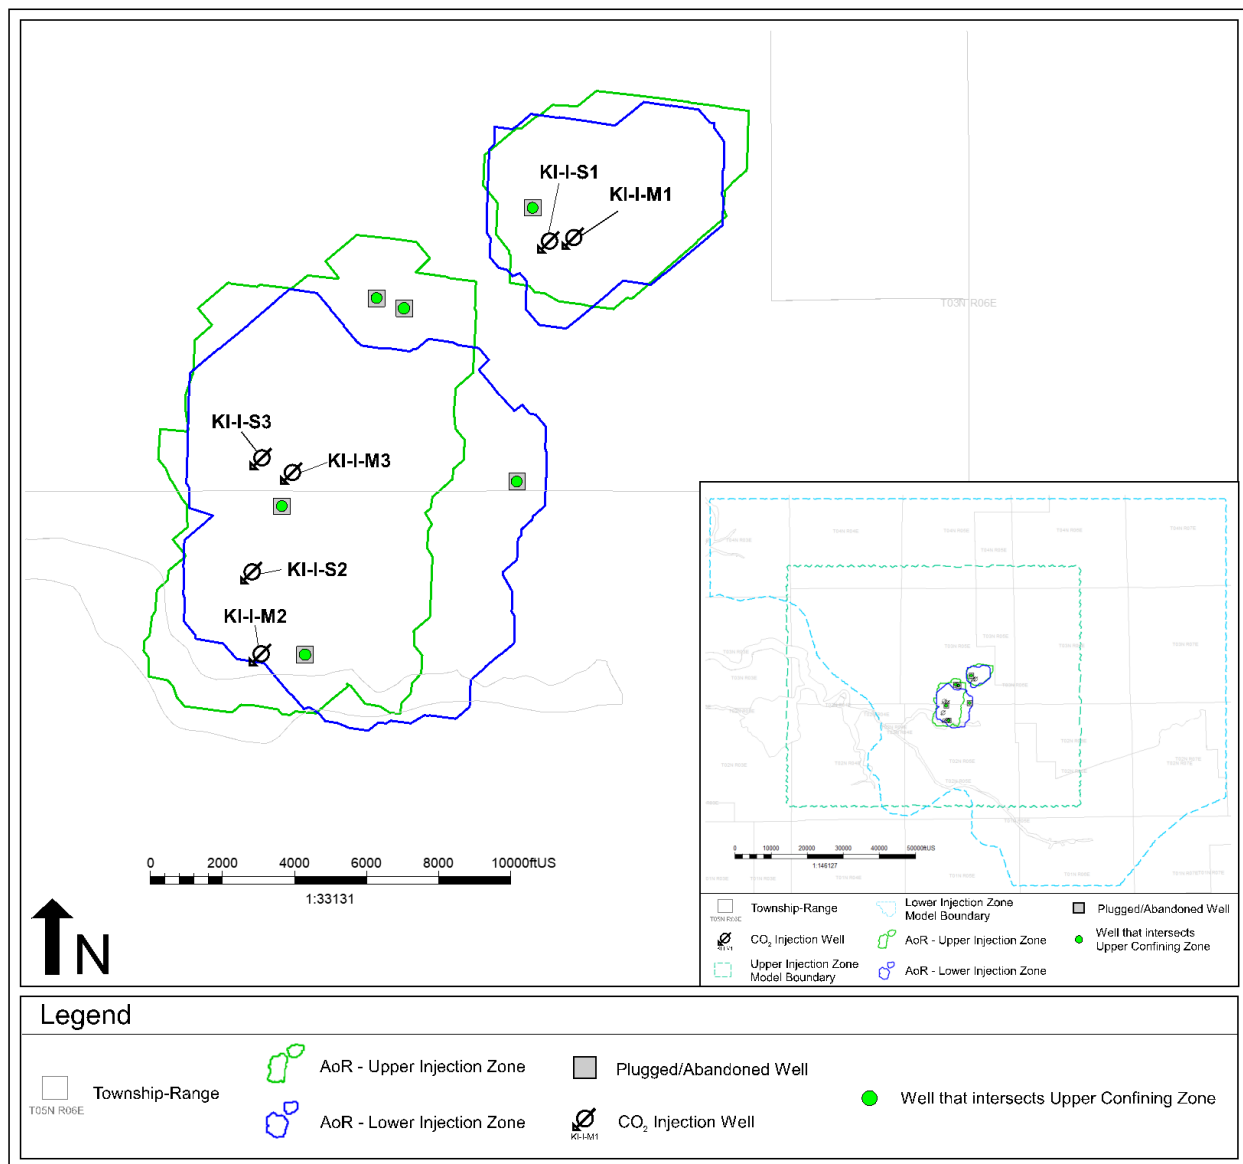 KI-I-S1
KI-I-M1
T03N R06E
KI-I-S3
KI-I-M3
KI-I-S2
KI-I-M2
0 2000 4000 6000 8000 10000ftUS
1:33131
N
0 10000 20000 30000 40000 50000ftUS
1:146127
Township-Range
T05N R06E
CO₂ Injection Well
Upper Injection Zone
Model Boundary
Lower Injection Zone
Model Boundary
AoR - Upper Injection Zone
AoR - Lower Injection Zone
Plugged/Abandoned Well
Well that intersects
Upper Confining Zone
Legend
Township-Range
T05N R06E
AoR - Upper Injection Zone
AoR - Lower Injection Zone
Plugged/Abandoned Well
CO₂ Injection Well
KI-I-M1
Well that intersects Upper Confining Zone